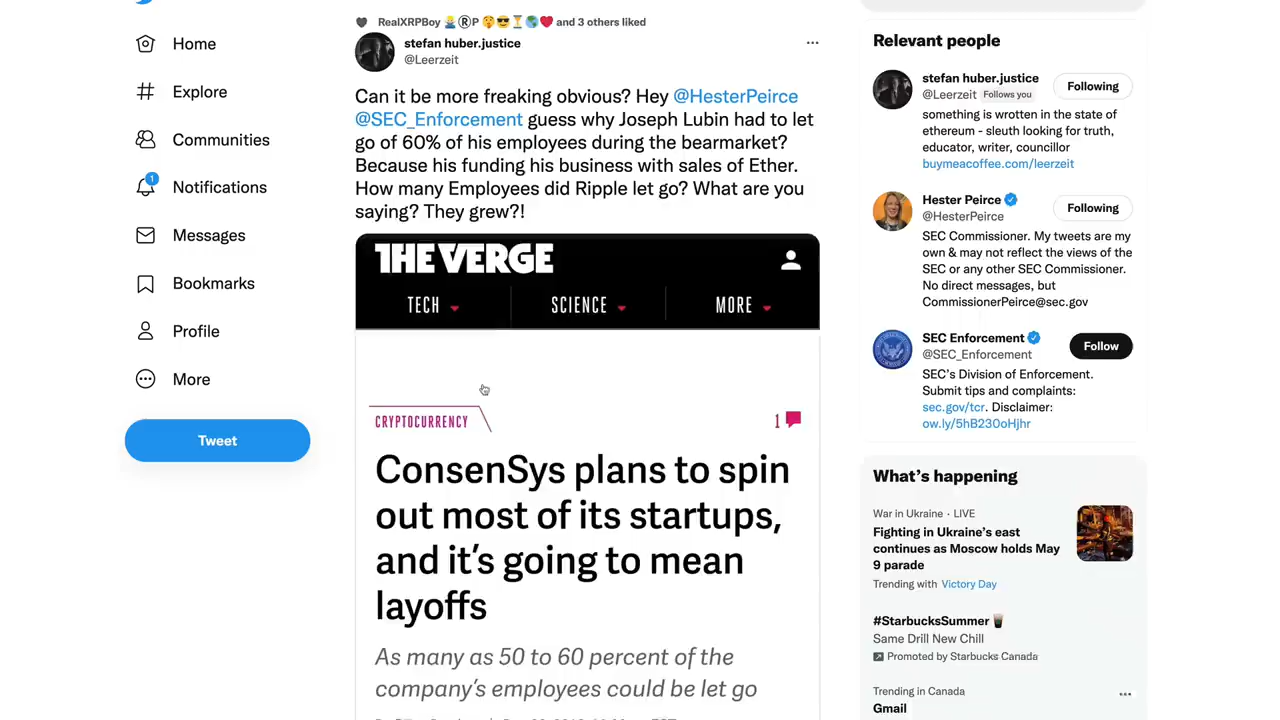 Home
Explore
Communities
1
Notifications
Messages
Bookmarks
Profile
More
Tweet
RealXRPBoy 🤷‍♂️ⓇP 🤫😎⏳🌎❤️ and 3 others liked
stefan huber.justice
@Leerzeit
Can it be more freaking obvious? Hey @HesterPeirce
@SEC_Enforcement guess why Joseph Lubin had to let
go of 60% of his employees during the bearmarket?
Because his funding his business with sales of Ether.
How many Employees did Ripple let go? What are you
saying? They grew?!
THE VERGE
TECH
SCIENCE
MORE
CRYPTOCURRENCY
1
ConsenSys plans to spin
out most of its startups,
and it's going to mean
layoffs
As many as 50 to 60 percent of the
company's employees could be let go
Relevant people
stefan huber.justice
@Leerzeit Follows you
Following
something is wrotten in the state of
ethereum - sleuth looking for truth,
educator, writer, councillor
buymeacoffee.com/leerzeit
Hester Peirce
@HesterPeirce
Following
SEC Commissioner. My tweets are my
own & may not reflect the views of the
SEC or any other SEC Commissioner.
No direct messages, but
CommissionerPeirce@sec.gov
SEC Enforcement
@SEC_Enforcement
Follow
SEC's Division of Enforcement.
Submit tips and complaints:
sec.gov/tcr. Disclaimer:
ow.ly/5hB230oHjhr
What's happening
War in Ukraine · LIVE
Fighting in Ukraine's east
continues as Moscow holds May
9 parade
Trending with Victory Day
#StarbucksSummer
Same Drill New Chill
Promoted by Starbucks Canada
Trending in Canada
Gmail